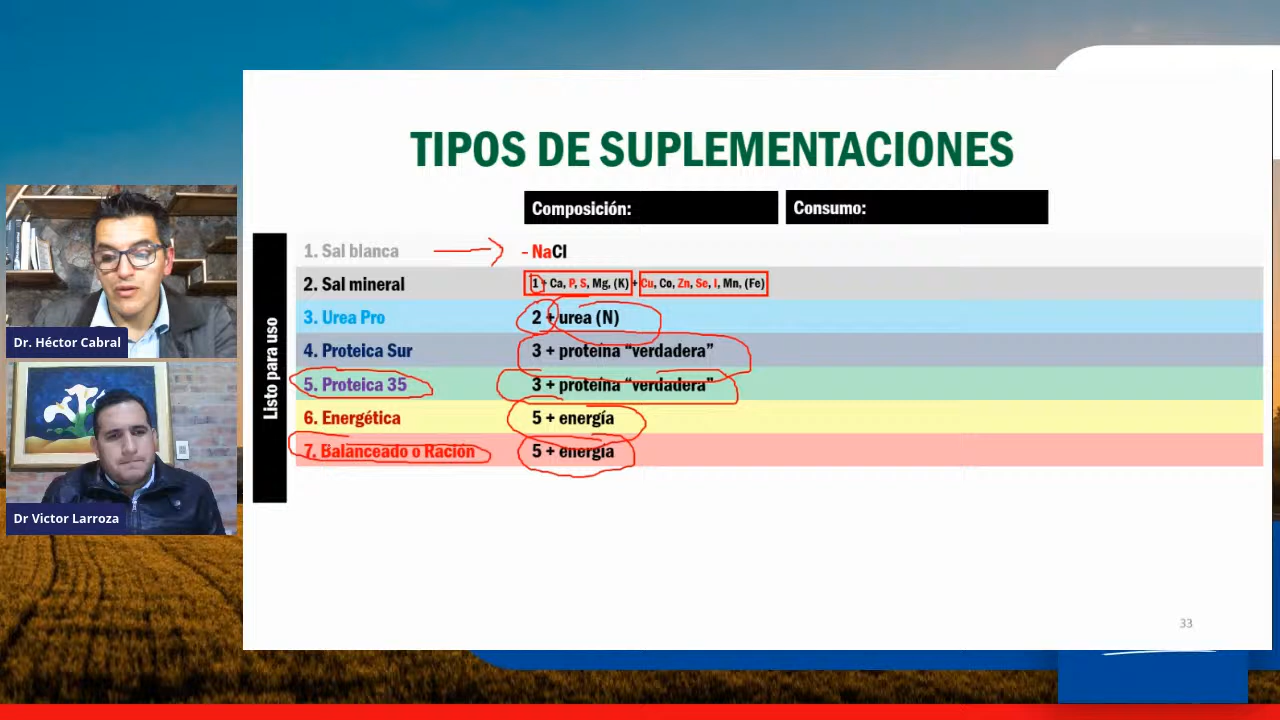 TIPOS DE SUPLEMENTACIONES
Composición:
Consumo:
Listo para uso
1. Sal blanca
- NaCl
2. Sal mineral
1 + Ca, P, S, Mg, (K) + Cu, Co, Zn, Se, I, Mn, (Fe)
3. Urea Pro
2 + urea (N)
4. Proteica Sur
3 + proteína “verdadera”
5. Proteica 35
3 + proteína “verdadera”
6. Energética
5 + energía
7. Balanceado o Ración
5 + energía
33
Dr. Héctor Cabral
Dr Victor Larroza